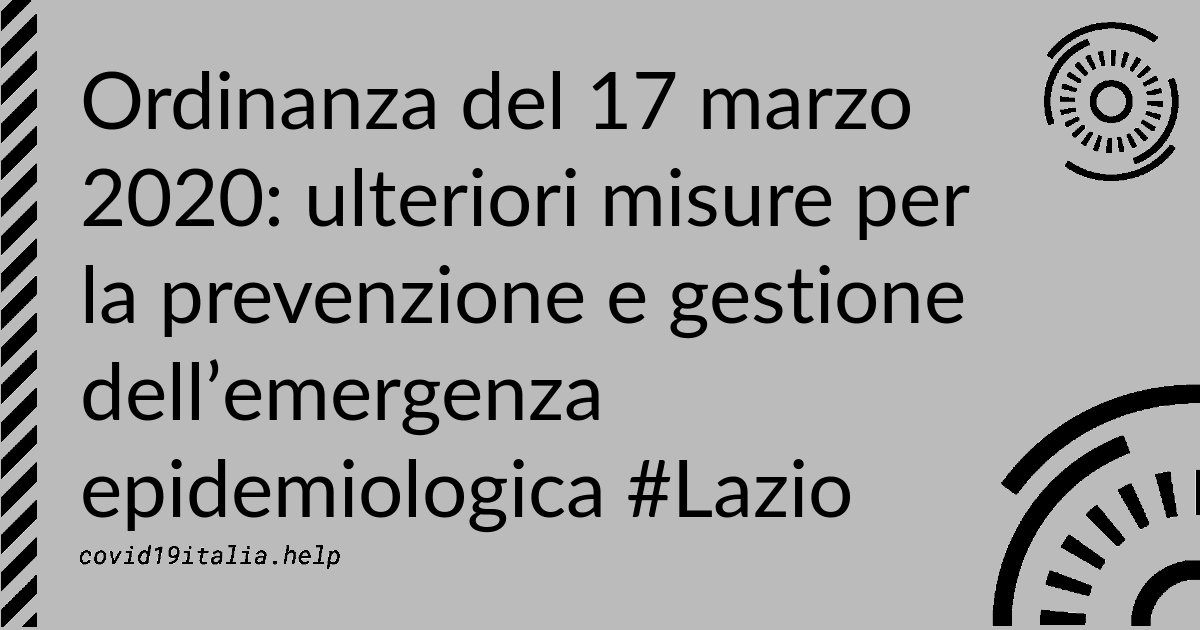 Ordinanza del 17 marzo
2020: ulteriori misure per
la prevenzione e gestione
dell’emergenza
epidemiologica #Lazio
covid19italia.help